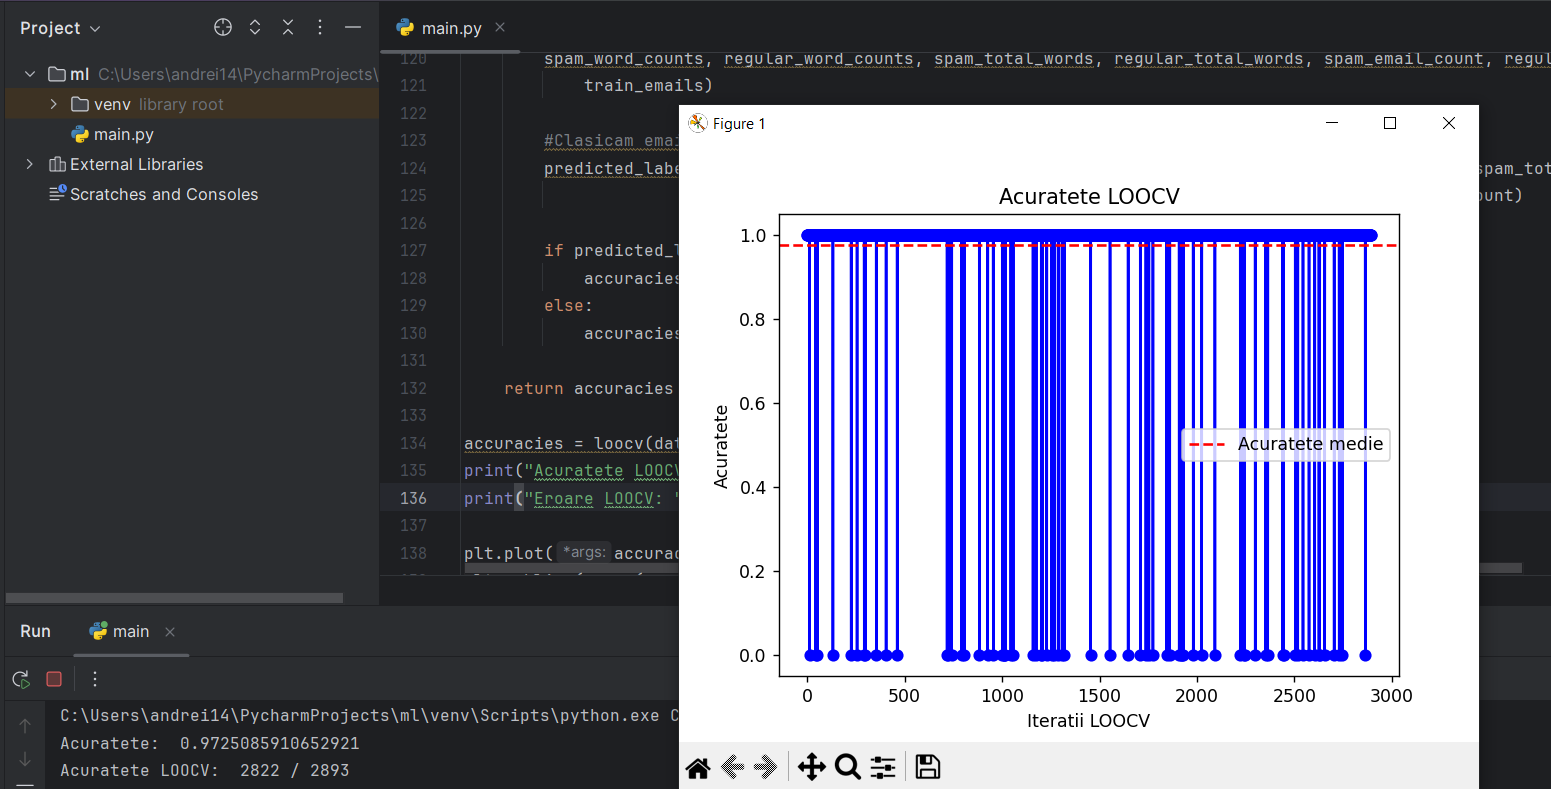 Project
main.py
ml C:\Users\andrei14\PycharmProjects\
venv library root
main.py
External Libraries
Scratches and Consoles
120 spam_word_counts, regular_word_counts, spam_total_words, regular_total_words, spam_email_count, regul
121 train_emails)
122
123 #Clasicam emai
124 predicted_labe spam_tot
125 ount)
126
127 if predicted_l
128 accuracies
129 else:
130 accuracies
131
132 return accuracies
133
134 accuracies = loocv(dat
135 print("Acuratete LOOCV
136 print("Eroare LOOCV: "
137
138 plt.plot( *args: accurac
Figure 1
Acuratete LOOCV
1.0
0.8
0.6
0.4
0.2
0.0
Acuratete
Acuratete medie
0 500 1000 1500 2000 2500 3000
Iteratii LOOCV
Run main
C:\Users\andrei14\PycharmProjects\ml\venv\Scripts\python.exe C
Acuratete: 0.9725085910652921
Acuratete LOOCV: 2822 / 2893